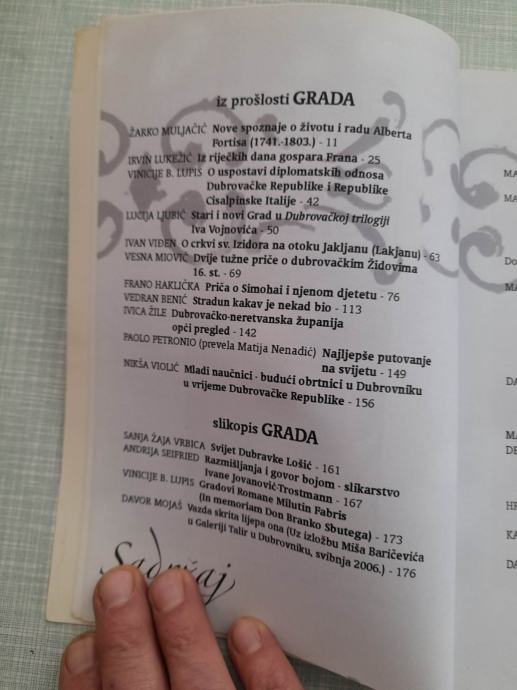 iz prošlosti GRADA
ŽARKO MULJAČIĆ Nove spoznaje o životu i radu Alberta
Fortisa (1741.-1803.) - 11
IRVIN LUKEŽIĆ Iz riječkih dana gospara Frana - 25
VINICIJE B. LUPIS O uspostavi diplomatskih odnosa
Dubrovačke Republike i Republike
Cisalpinske Italije - 42
LUCIJA LJUBIĆ Stari i novi Grad u Dubrovačkoj trilogiji
Iva Vojnovića - 50
IVAN VIĐEN O crkvi sv. Izidora na otoku Jakljanu (Lakjanu) - 63
VESNA MIOVIĆ Dvije tužne priče o dubrovačkim Židovima
16. st. - 69
FRANO HAKLIČKA Priča o Simohai i njenom djetetu - 76
VEDRAN BENIĆ Stradun kakav je nekad bio - 113
IVICA ŽILE Dubrovačko-neretvanska županija
opći pregled - 142
PAOLO PETRONIO (prevela Matija Nenadić) Najljepše putovanje
na svijetu - 149
NIKŠA VIOLIĆ Mladi naučnici - budući obrtnici u Dubrovniku
u vrijeme Dubrovačke Republike - 156
slikopis GRADA
SANJA ŽAJA VRBICA Svijet Dubravke Lošić - 161
ANDRIJA SEIFRIED Razmišljanja i govor bojom - slikarstvo
Ivane Jovanović-Trostmann - 167
VINICIJE B. LUPIS Gradovi Romane Milutin Fabris
(In memoriam Don Branko Sbutega) - 173
DAVOR MOJAŠ Vazda skrita lijepa ona (Uz izložbu Miša Baričevića
u Galeriji Talir u Dubrovniku, svibnja 2006.) - 176
Sadržaj